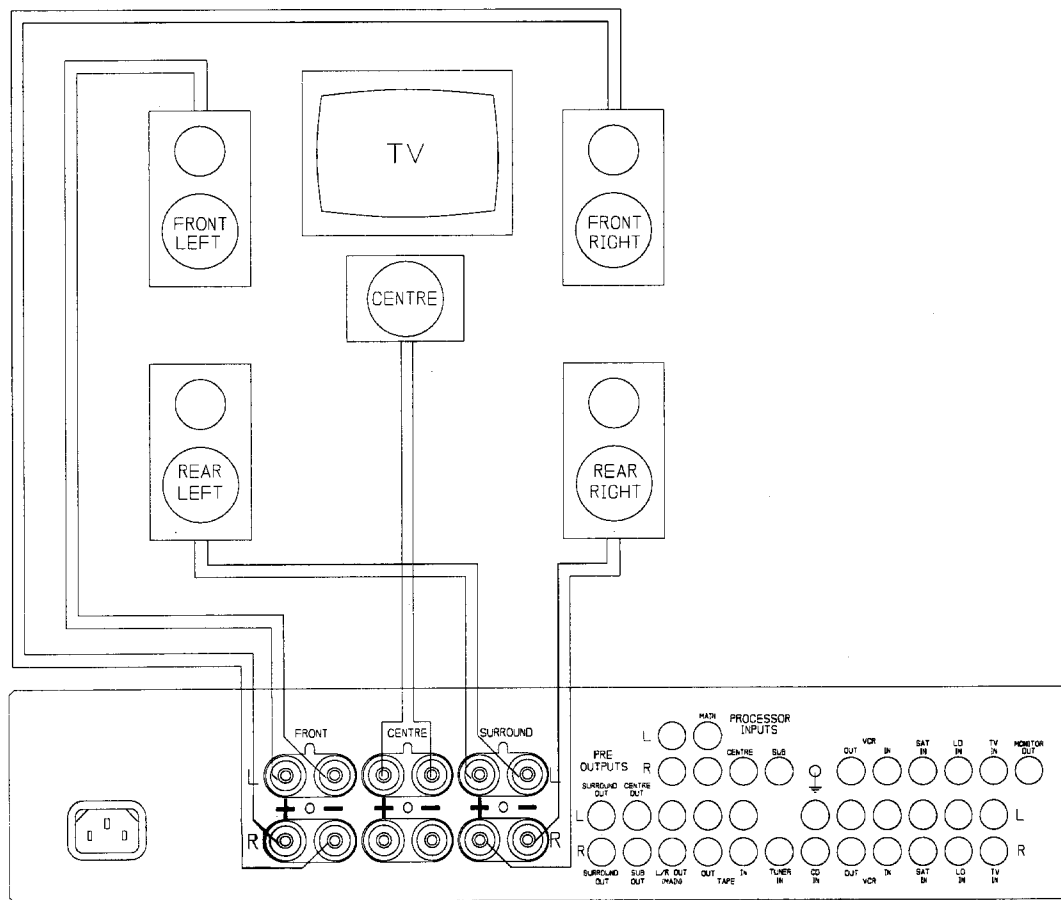 TV
FRONT
LEFT
FRONT
RIGHT
CENTRE
REAR
LEFT
REAR
RIGHT
FRONT
CENTRE
SURROUND
L
L
+ -
+ -
+ -
R
R
MAIN
PROCESSOR
INPUTS
L
PRE
OUTPUTS
R
CENTRE
SUB
VCR
OUT
IN
SAT
IN
LD
IN
TV
IN
MONITOR
OUT
SURROUND
OUT
CENTRE
OUT
L
L
R
R
SURROUND
OUT
SUB
OUT
L/R OUT
(MAIN)
OUT
IN
TAPE
TUNER
IN
CD
IN
OUT
IN
VCR
SAT
IN
LD
IN
TV
IN